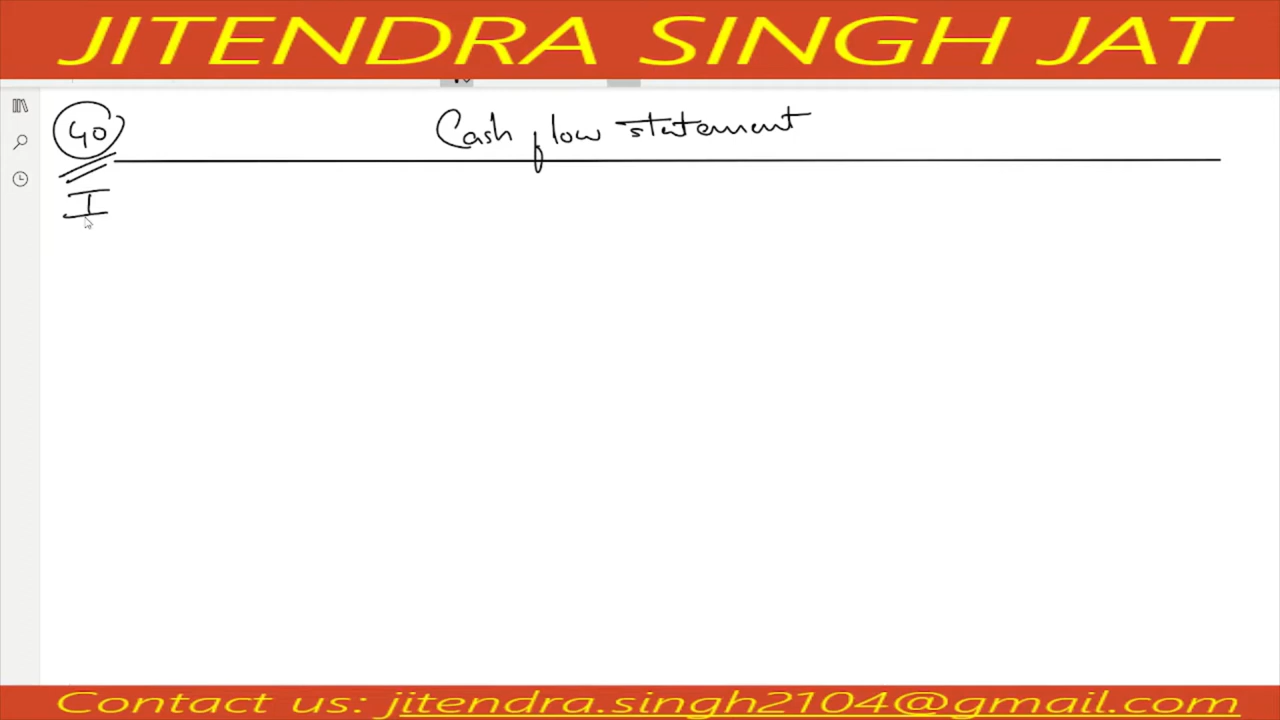 JITENDRA SINGH JAT
40 Cash flow statement
I
Contact us: jitendra.singh2104@gmail.com